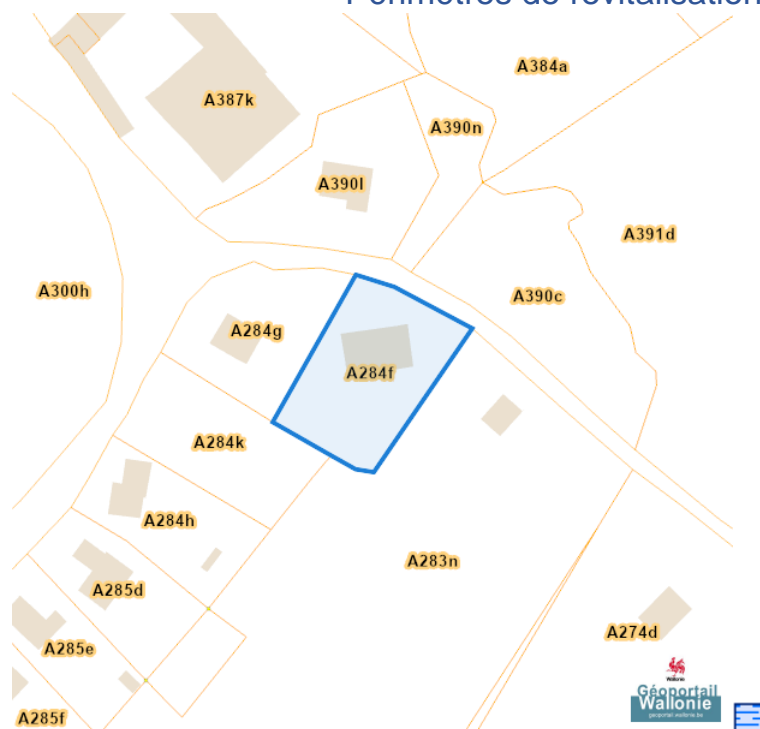 Périmètres de revitalisation
A384a
A387k
A390n
A390l
A391d
A300h
A390c
A284g
A284f
A284k
A284h
A283n
A285d
A274d
A285e
Wallonie
Géoportail
Wallonie
geoportail.wallonie.be
A285f